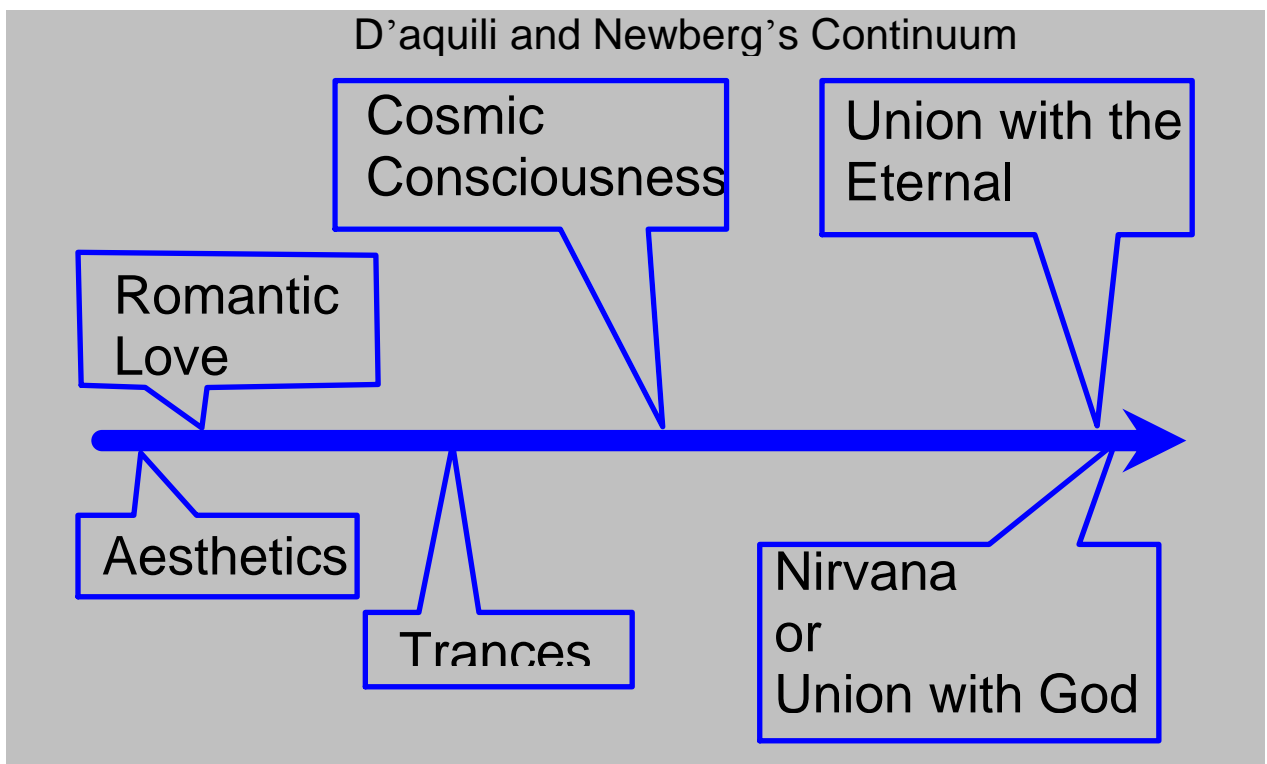 D’aquili and Newberg’s Continuum
Cosmic
Consciousness
Union with the
Eternal
Romantic
Love
Aesthetics
Trances
Nirvana
or
Union with God